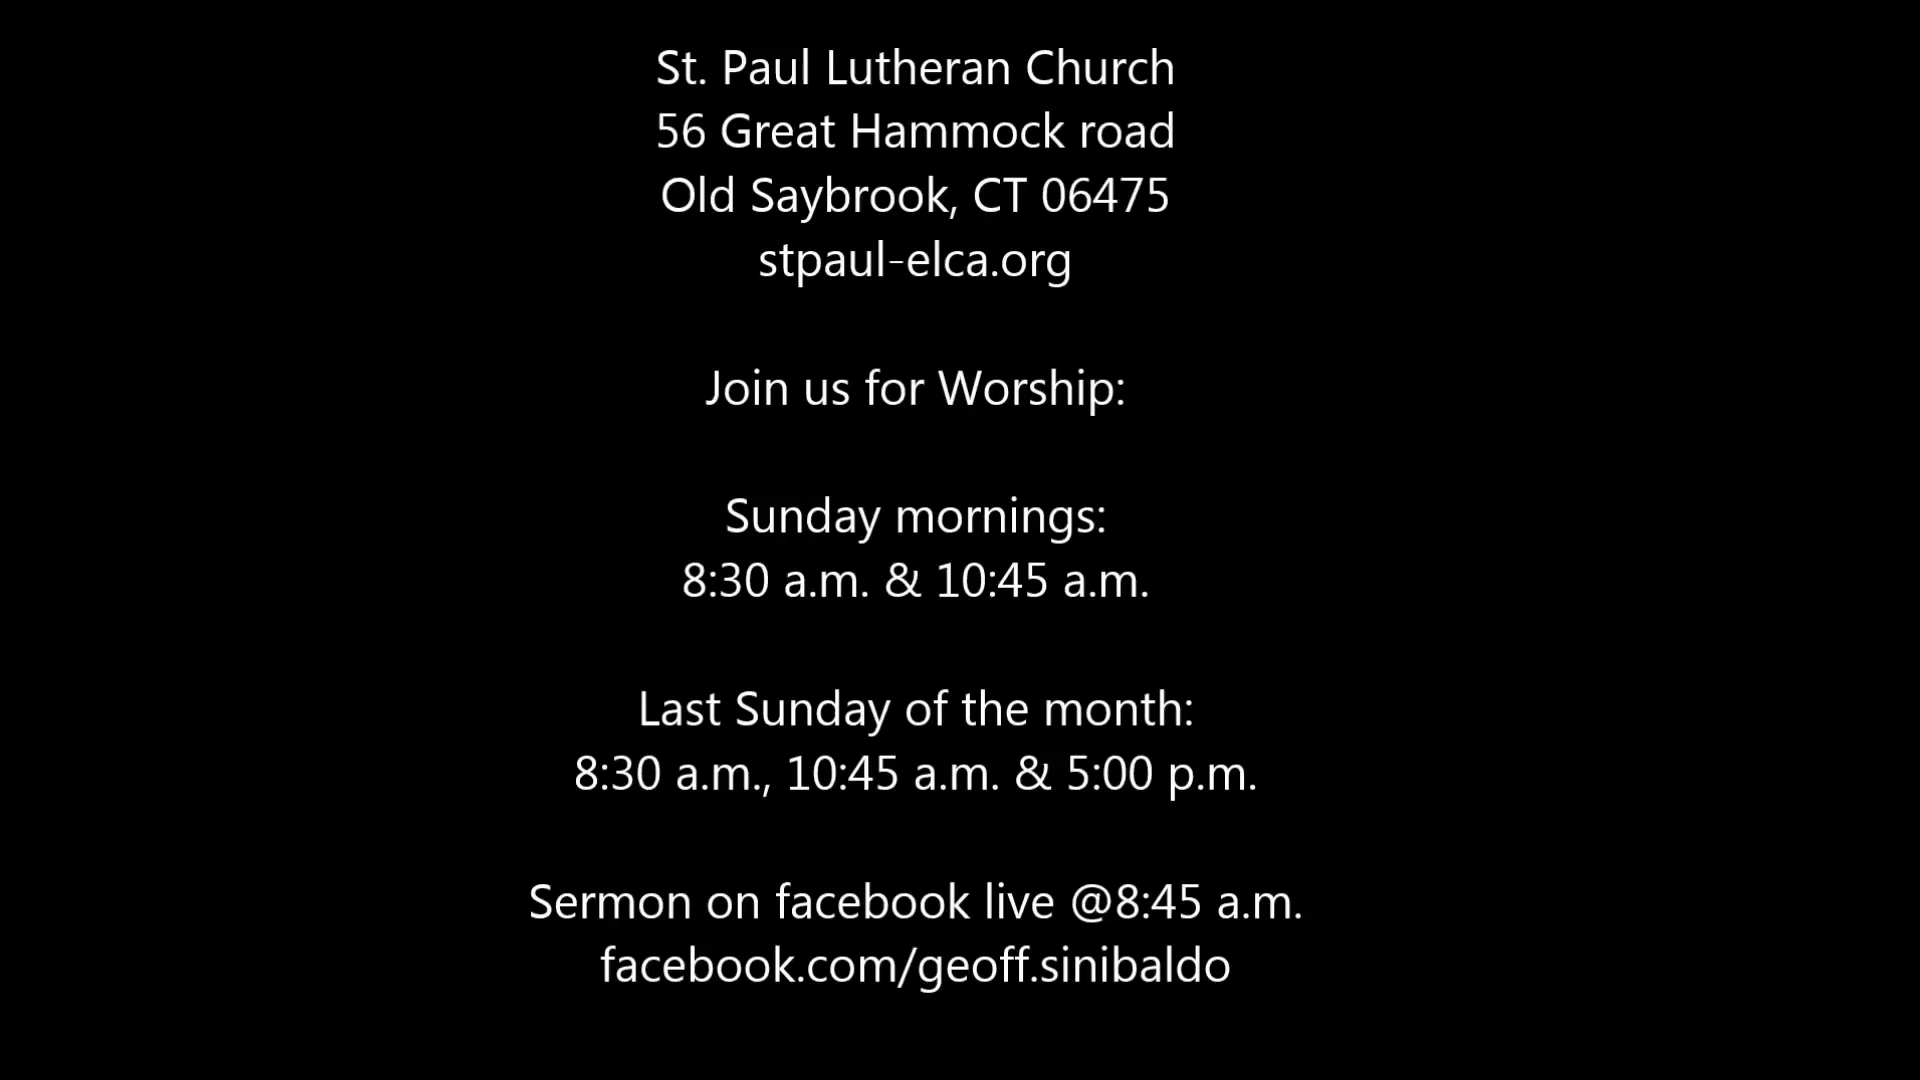 St. Paul Lutheran Church
56 Great Hammock road
Old Saybrook, CT 06475
stpaul-elca.org
Join us for Worship:
Sunday mornings:
8:30 a.m. & 10:45 a.m.
Last Sunday of the month:
8:30 a.m., 10:45 a.m. & 5:00 p.m.
Sermon on facebook live @8:45 a.m.
facebook.com/geoff.sinibaldo